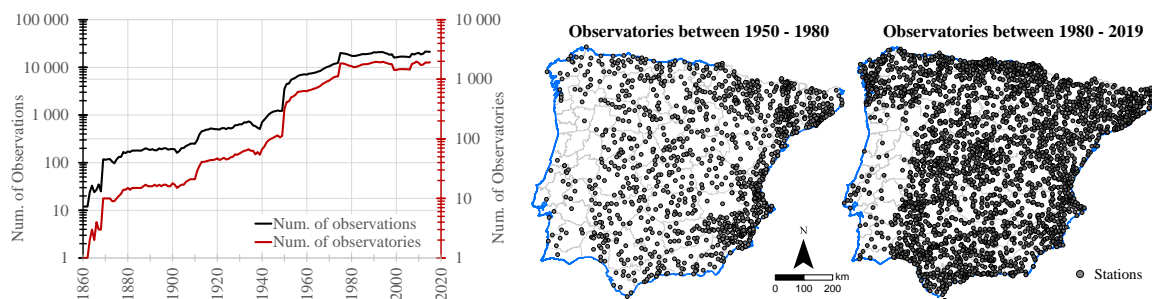 100 000
10 000
1 000
100
10
1
Num. of Observations
Num. of observations
Num. of observatories
10 000
1 000
100
10
1
Num. of Observatories
1860
1880
1900
1920
1940
1960
1980
2000
2020
Observatories between 1950 - 1980
Observatories between 1980 - 2019
N
0 100 200
km
Stations